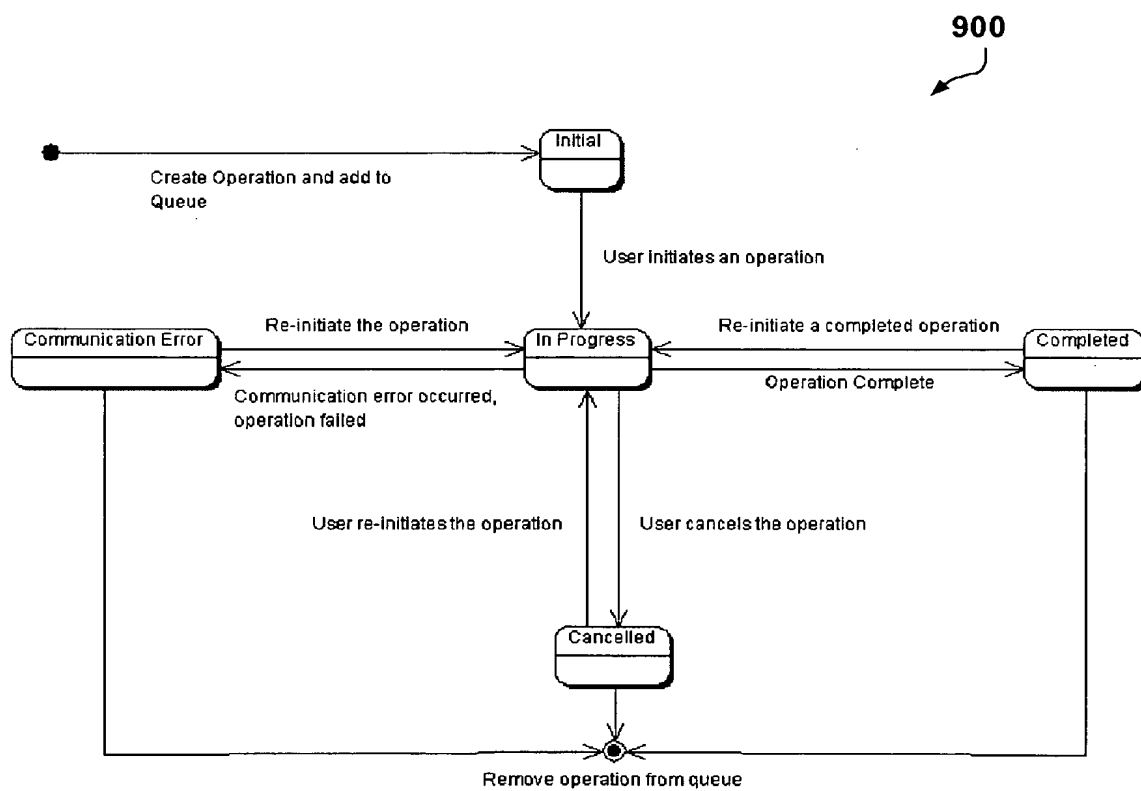 900
Initial
Create Operation and add to
Queue
User initiates an operation
Communication Error
Re-initiate the operation
In Progress
Re-initiate a completed operation
Completed
Communication error occurred,
operation failed
Operation Complete
User re-initiates the operation
User cancels the operation
Cancelled
Remove operation from queue